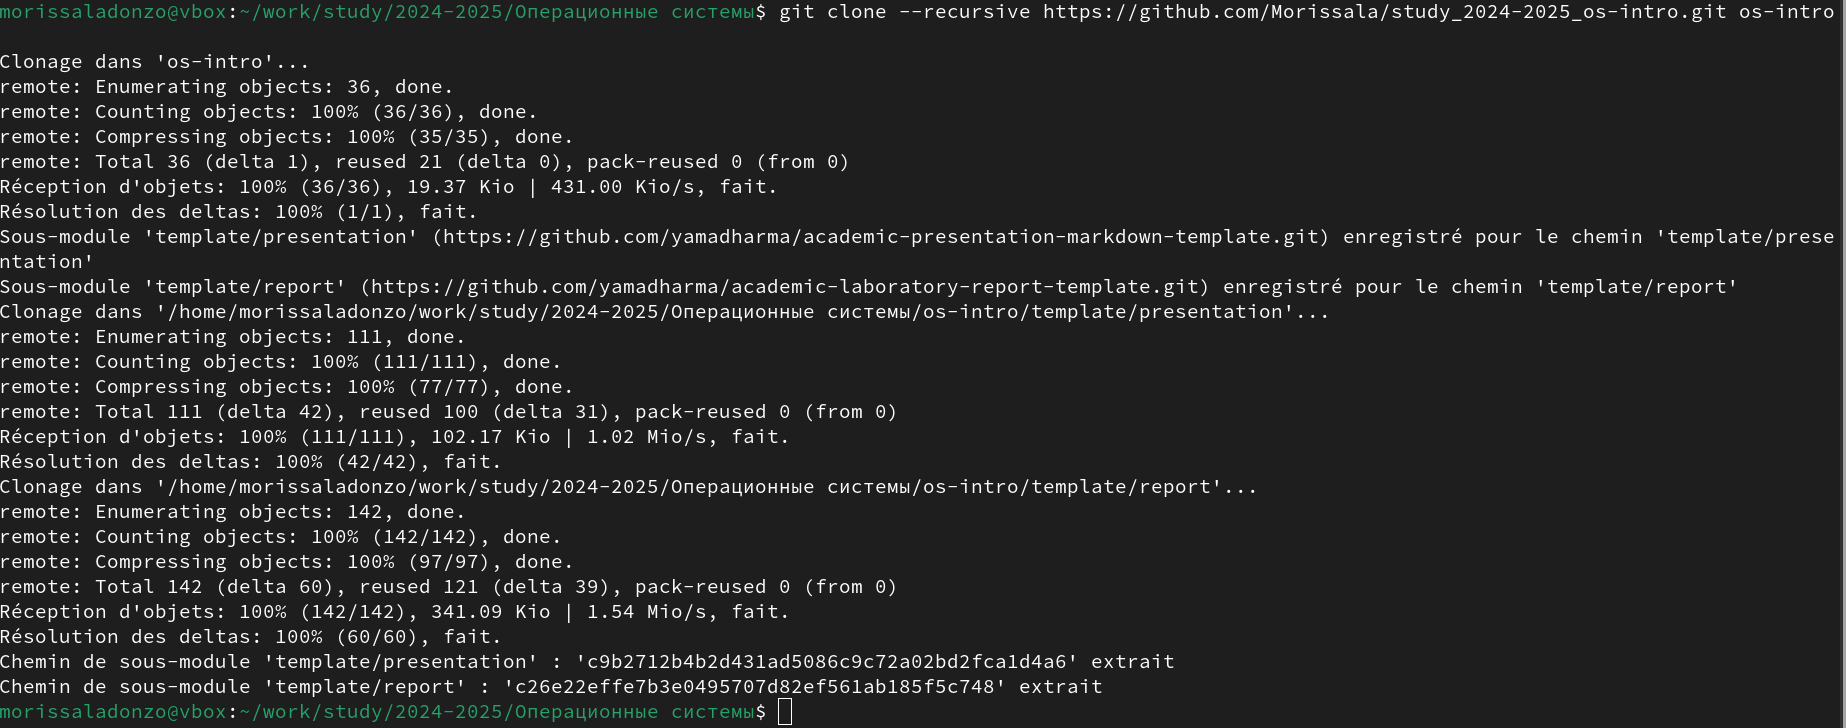 morissaladonzo@vbox:~/work/study/2024-2025/Операционные системы$ git clone --recursive https://github.com/Morissala/study_2024-2025_os-intro.git os-intro
Clonage dans 'os-intro'...
remote: Enumerating objects: 36, done.
remote: Counting objects: 100% (36/36), done.
remote: Compressing objects: 100% (35/35), done.
remote: Total 36 (delta 1), reused 21 (delta 0), pack-reused 0 (from 0)
Réception d'objets: 100% (36/36), 19.37 Kio | 431.00 Kio/s, fait.
Résolution des deltas: 100% (1/1), fait.
Sous-module 'template/presentation' (https://github.com/yamadharma/academic-presentation-markdown-template.git) enregistré pour le chemin 'template/prese
ntation'
Sous-module 'template/report' (https://github.com/yamadharma/academic-laboratory-report-template.git) enregistré pour le chemin 'template/report'
Clonage dans '/home/morissaladonzo/work/study/2024-2025/Операционные системы/os-intro/template/presentation'...
remote: Enumerating objects: 111, done.
remote: Counting objects: 100% (111/111), done.
remote: Compressing objects: 100% (77/77), done.
remote: Total 111 (delta 42), reused 100 (delta 31), pack-reused 0 (from 0)
Réception d'objets: 100% (111/111), 102.17 Kio | 1.02 Mio/s, fait.
Résolution des deltas: 100% (42/42), fait.
Clonage dans '/home/morissaladonzo/work/study/2024-2025/Операционные системы/os-intro/template/report'...
remote: Enumerating objects: 142, done.
remote: Counting objects: 100% (142/142), done.
remote: Compressing objects: 100% (97/97), done.
remote: Total 142 (delta 60), reused 121 (delta 39), pack-reused 0 (from 0)
Réception d'objets: 100% (142/142), 341.09 Kio | 1.54 Mio/s, fait.
Résolution des deltas: 100% (60/60), fait.
Chemin de sous-module 'template/presentation' : 'c9b2712b4b2d431ad5086c9c72a02bd2fca1d4a6' extrait
Chemin de sous-module 'template/report' : 'c26e22effe7b3e0495707d82ef561ab185f5c748' extrait
morissaladonzo@vbox:~/work/study/2024-2025/Операционные системы$